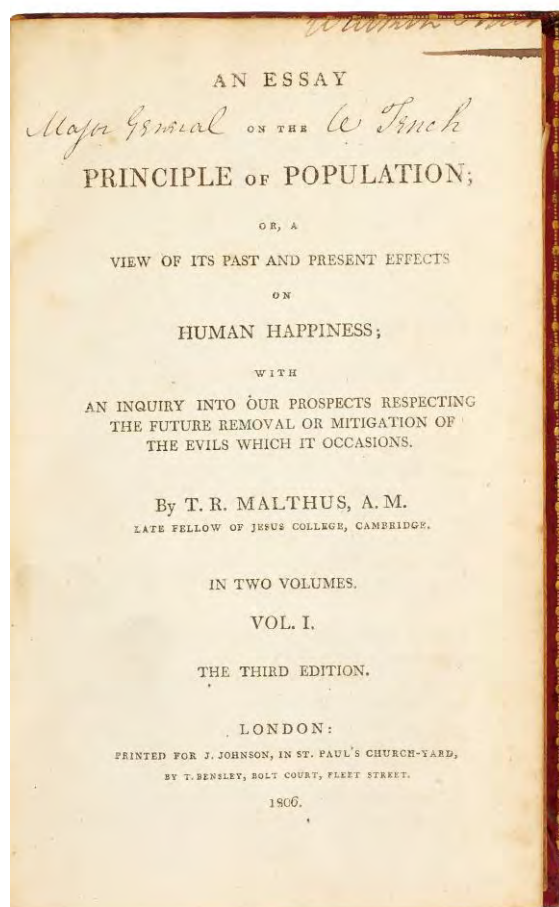 AN ESSAY
Major General ON THE W Tench
PRINCIPLE OF POPULATION;
OR, A
VIEW OF ITS PAST AND PRESENT EFFECTS
ON
HUMAN HAPPINESS;
WITH
AN INQUIRY INTO OUR PROSPECTS RESPECTING
THE FUTURE REMOVAL OR MITIGATION OF
THE EVILS WHICH IT OCCASIONS.
By T. R. MALTHUS, A. M.
LATE FELLOW OF JESUS COLLEGE, CAMBRIDGE.
IN TWO VOLUMES.
VOL. I.
THE THIRD EDITION.
LONDON:
PRINTED FOR J. JOHNSON, IN ST. PAUL'S CHURCH-YARD,
BY T. BENSLEY, BOLT COURT, FLEET STREET.
1806.